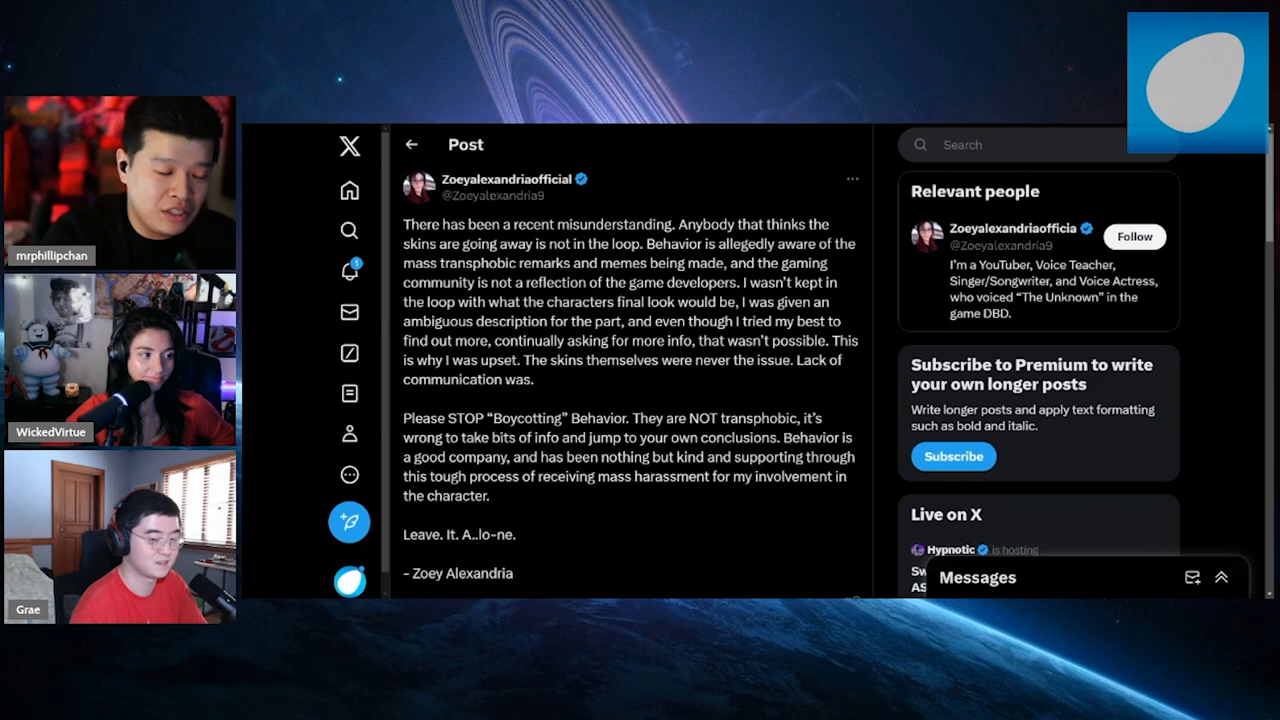 mrphillipchan
WickedVirtue
Grae
Post
Zoeyalexandriaofficial
@Zoeyalexandria9
There has been a recent misunderstanding. Anybody that thinks the
skins are going away is not in the loop. Behavior is allegedly aware of the
mass transphobic remarks and memes being made, and the gaming
community is not a reflection of the game developers. I wasn't kept in
the loop with what the characters final look would be, I was given an
ambiguous description for the part, and even though I tried my best to
find out more, continually asking for more info, that wasn't possible. This
is why I was upset. The skins themselves were never the issue. Lack of
communication was.
Please STOP “Boycotting” Behavior. They are NOT transphobic, it's
wrong to take bits of info and jump to your own conclusions. Behavior is
a good company, and has been nothing but kind and supporting through
this tough process of receiving mass harassment for my involvement in
the character.
Leave. It. A..lo-ne.
– Zoey Alexandria
Search
Relevant people
Zoeyalexandriaofficia
@Zoeyalexandria9
Follow
I'm a YouTuber, Voice Teacher,
Singer/Songwriter, and Voice Actress,
who voiced “The Unknown” in the
game DBD.
Subscribe to Premium to write
your own longer posts
Write longer posts and apply text formatting
such as bold and italic.
Subscribe
Live on X
Hypnotic is hosting
Messages
1